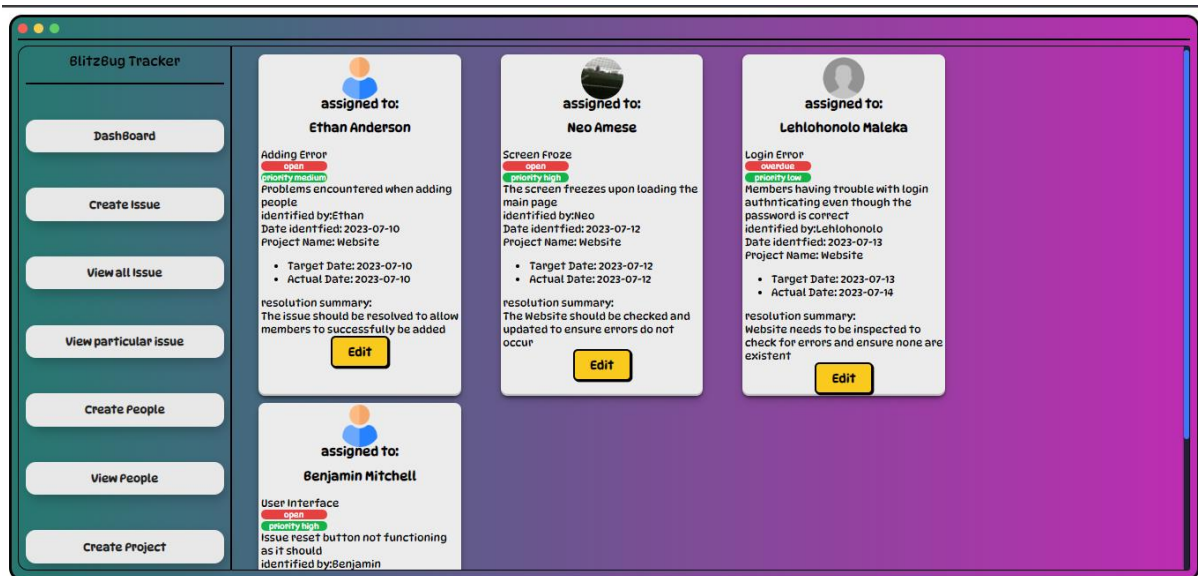 BlitzBug Tracker
DashBoard
Create Issue
View all Issue
View particular issue
Create People
View People
Create Project
assigned to:
Ethan Anderson
Adding Error
open
priority medium
Problems encountered when adding
people
identified by:Ethan
Date identfied: 2023-07-10
Project Name: Website
Target Date: 2023-07-10
Actual Date: 2023-07-10
resolution summary:
The issue should be resolved to allow
members to successfully be added
Edit
assigned to:
Neo Amese
Screen Froze
open
priority high
The screen freezes upon loading the
main page
identified by:Neo
Date identfied: 2023-07-12
Project Name: Website
Target Date: 2023-07-12
Actual Date: 2023-07-12
resolution summary:
The Website should be checked and
updated to ensure errors do not
occur
Edit
assigned to:
Lehlohonolo Maleka
Login Error
overdue
priority low
Members having trouble with login
authnticating even though the
password is correct
identified by:Lehlohonolo
Date identfied: 2023-07-13
Project Name: Website
Target Date: 2023-07-13
Actual Date: 2023-07-14
resolution summary:
Website needs to be inspected to
check for errors and ensure none are
existent
Edit
assigned to:
Benjamin Mitchell
User Interface
open
priority high
Issue reset button not functioning
as it should
identified by:Benjamin